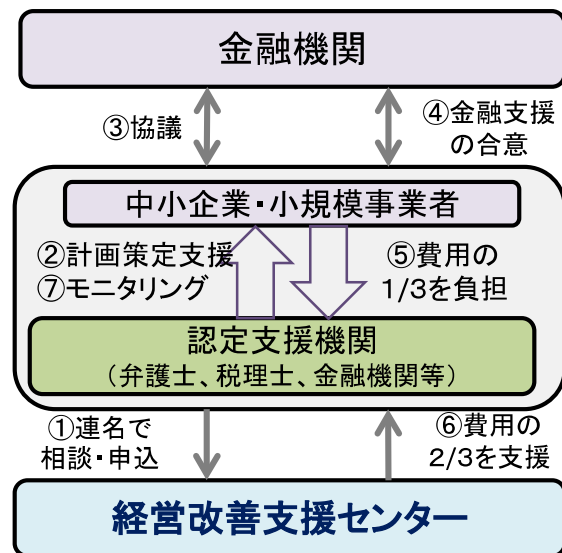 金融機関
③協議
④金融支援
の合意
中小企業・小規模事業者
②計画策定支援
⑦モニタリング
⑤費用の
1/3を負担
認定支援機関
（弁護士、税理士、金融機関等）
①連名で
相談・申込
⑥費用の
2/3を支援
経営改善支援センター